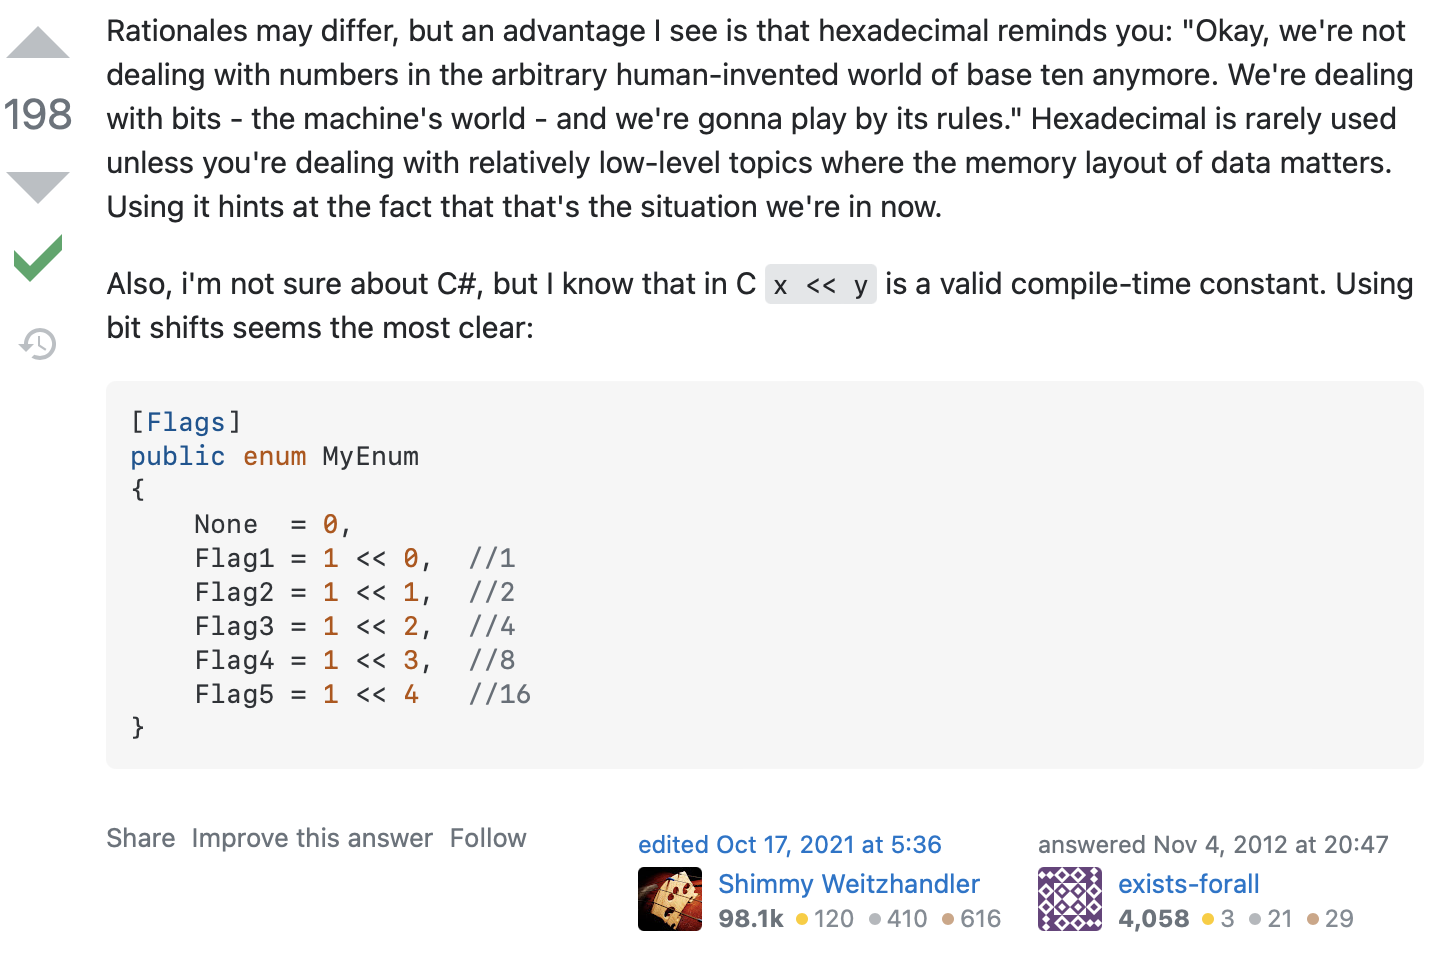 Rationales may differ, but an advantage I see is that hexadecimal reminds you: "Okay, we're not
dealing with numbers in the arbitrary human-invented world of base ten anymore. We're dealing
with bits - the machine's world - and we're gonna play by its rules." Hexadecimal is rarely used
unless you're dealing with relatively low-level topics where the memory layout of data matters.
Using it hints at the fact that that's the situation we're in now.
198
Also, i'm not sure about C#, but I know that in C x << y is a valid compile-time constant. Using
bit shifts seems the most clear:
[Flags]
public enum MyEnum
{
    None  = 0,
    Flag1 = 1 << 0,  //1
    Flag2 = 1 << 1,  //2
    Flag3 = 1 << 2,  //4
    Flag4 = 1 << 3,  //8
    Flag5 = 1 << 4   //16
}
Share Improve this answer Follow
edited Oct 17, 2021 at 5:36
Shimmy Weitzhandler
98.1k 120 410 616
answered Nov 4, 2012 at 20:47
exists-forall
4,058 3 21 29